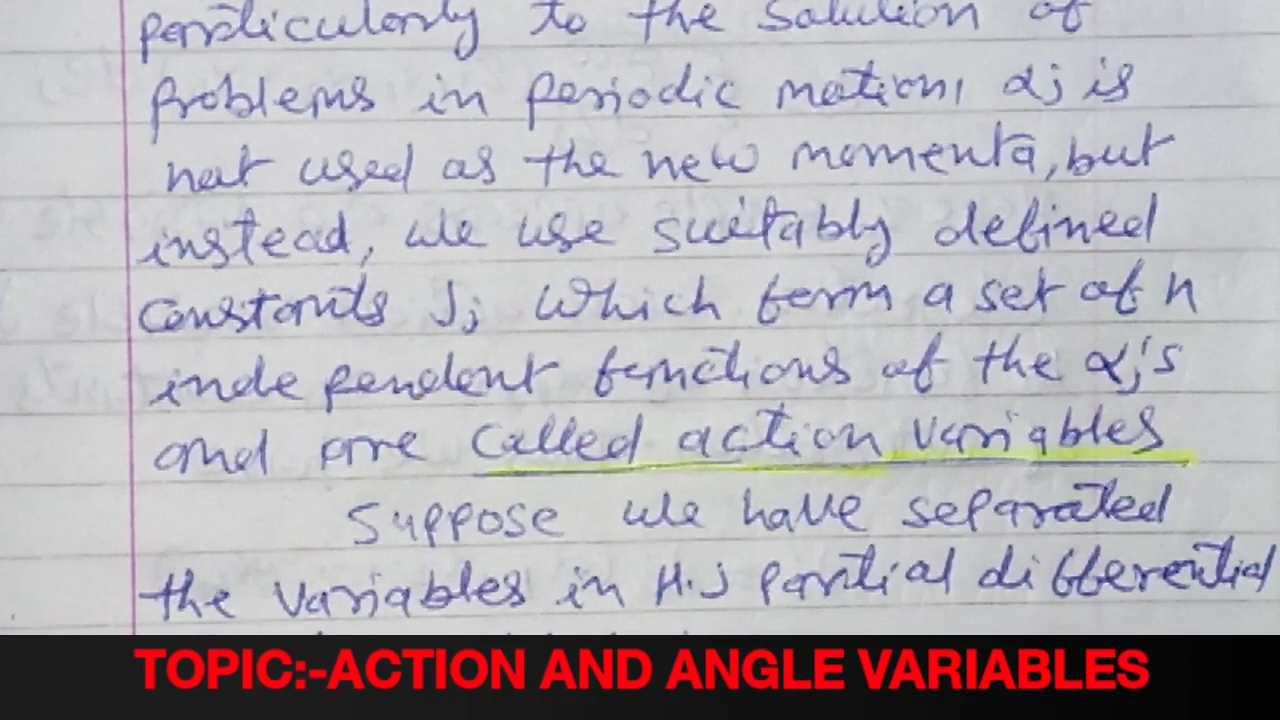 particularly to the solution of
problems in periodic motion, αj is
not used as the new momenta, but
instead, we use suitably defined
constants Jj which form a set of n
independent functions of the αj's
and are called action variables
Suppose we have separated
the variables in H.J partial differential
TOPIC:-ACTION AND ANGLE VARIABLES